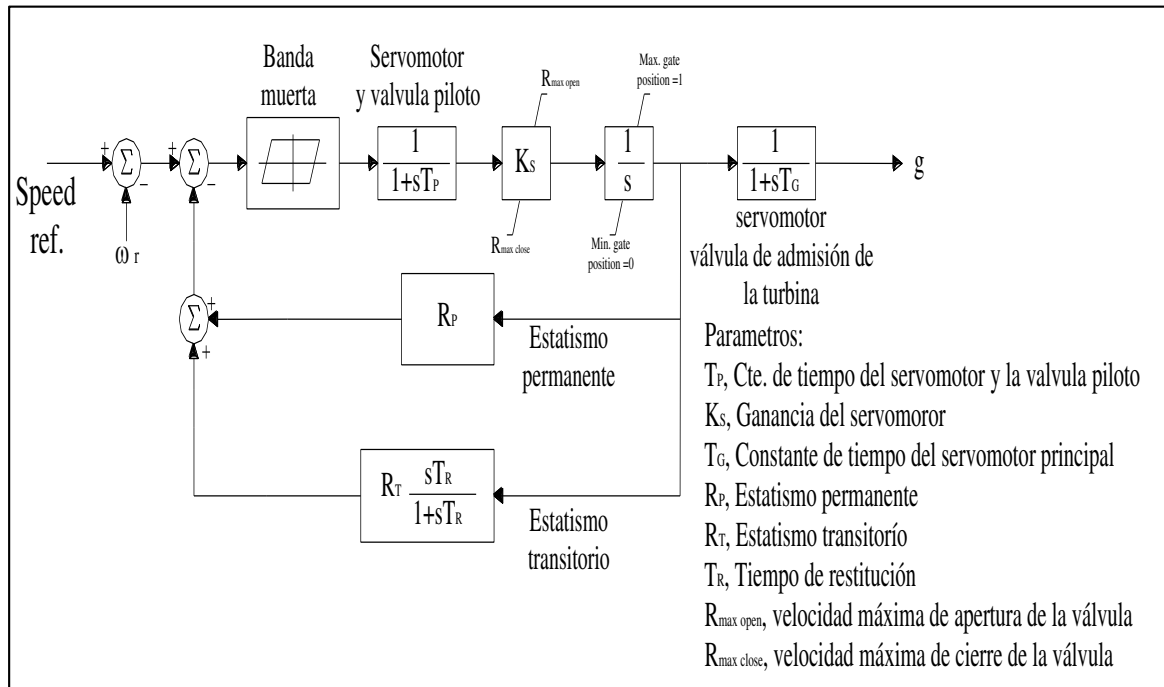 Banda
muerta
Servomotor
y valvula piloto
Rmax open
Max. gate
position =1
+
Σ
-
+
Σ
-
1
1+sTP
KS
1
s
1
1+sTG
g
Speed
ref.
ω r
Rmax close
Min. gate
position =0
servomotor
válvula de admisión de
la turbina
Σ
+
+
RP
Estatismo
permanente
RT sTR
1+sTR
Estatismo
transitorio
Parametros:
TP, Cte. de tiempo del servomotor y la valvula piloto
KS, Ganancia del servomoror
TG, Constante de tiempo del servomotor principal
RP, Estatismo permanente
RT, Estatismo transitorío
TR, Tiempo de restitución
Rmax open, velocidad máxima de apertura de la válvula
Rmax close, velocidad máxima de cierre de la válvula